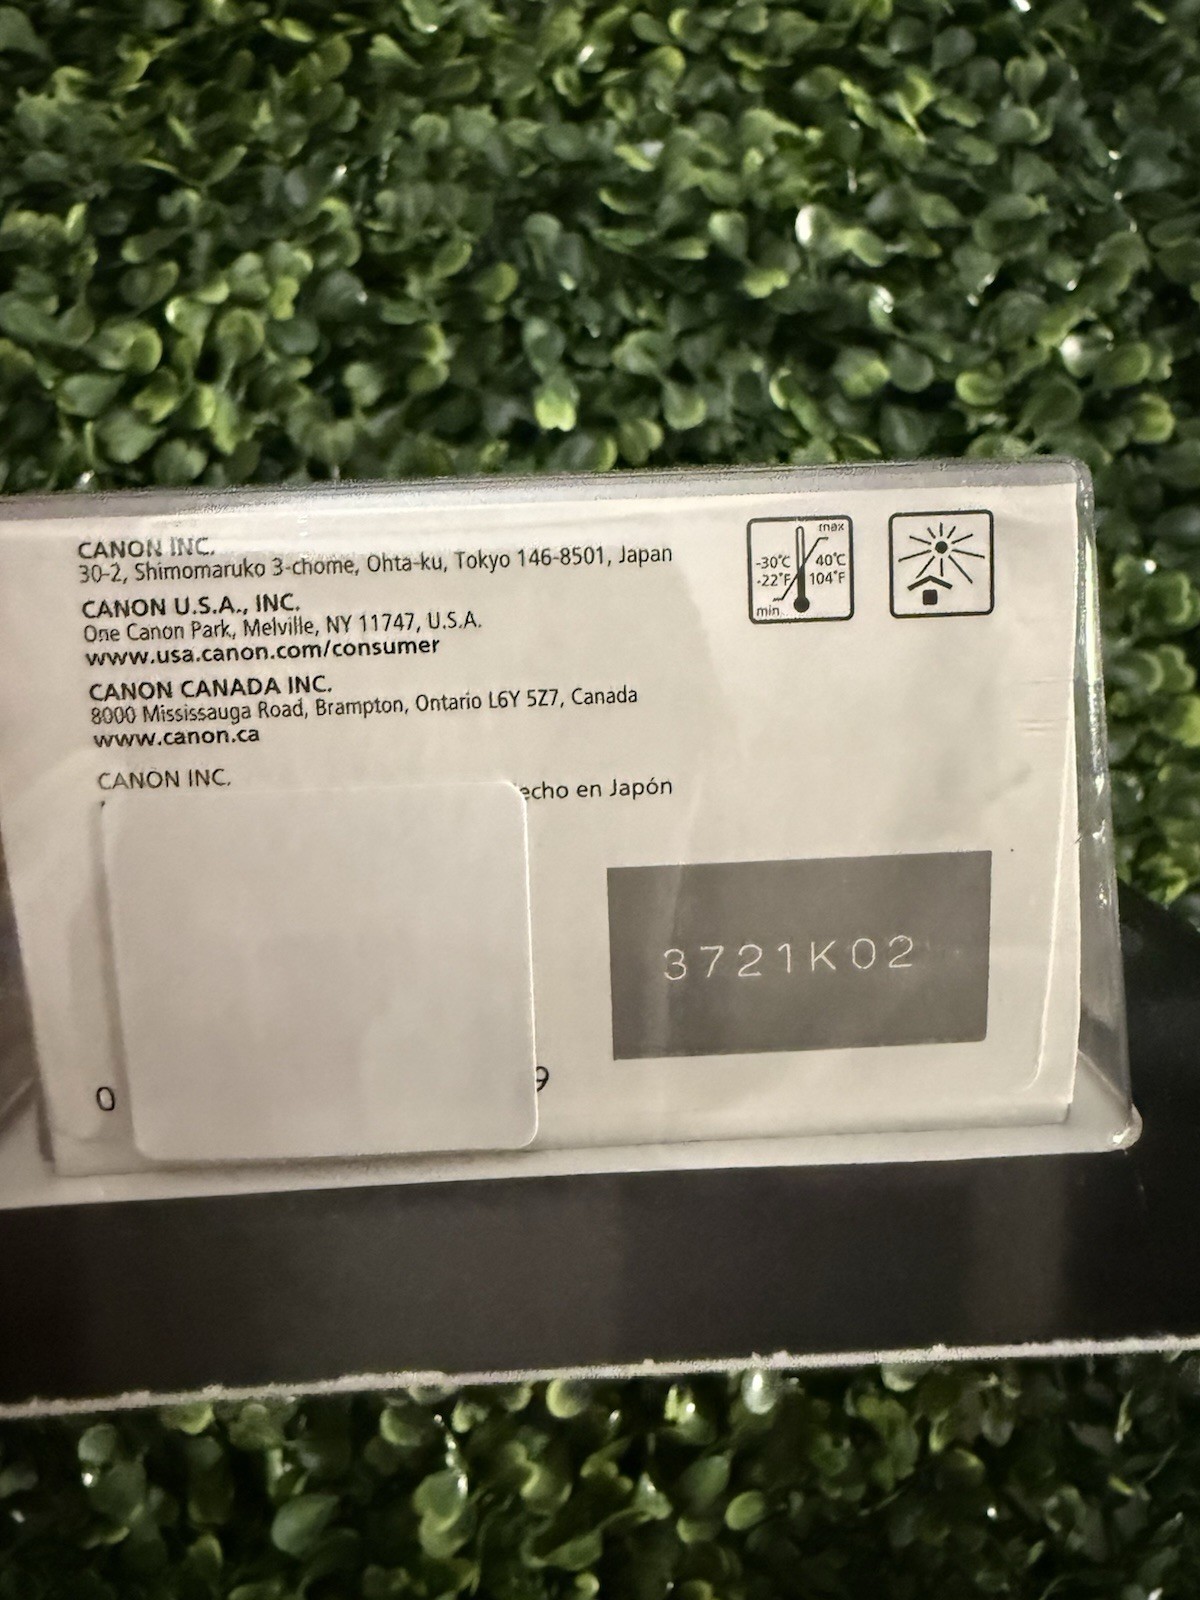 CANON INC.
30-2, Shimomaruko 3-chome, Ohta-ku, Tokyo 146-8501, Japan
CANON U.S.A., INC.
One Canon Park, Melville, NY 11747, U.S.A.
www.usa.canon.com/consumer
CANON CANADA INC.
8000 Mississauga Road, Brampton, Ontario L6Y 5Z7, Canada
www.canon.ca
CANON INC.
echo en Japón
max
-30°C 40°C
-22°F 104°F
min
3721K02
0 9